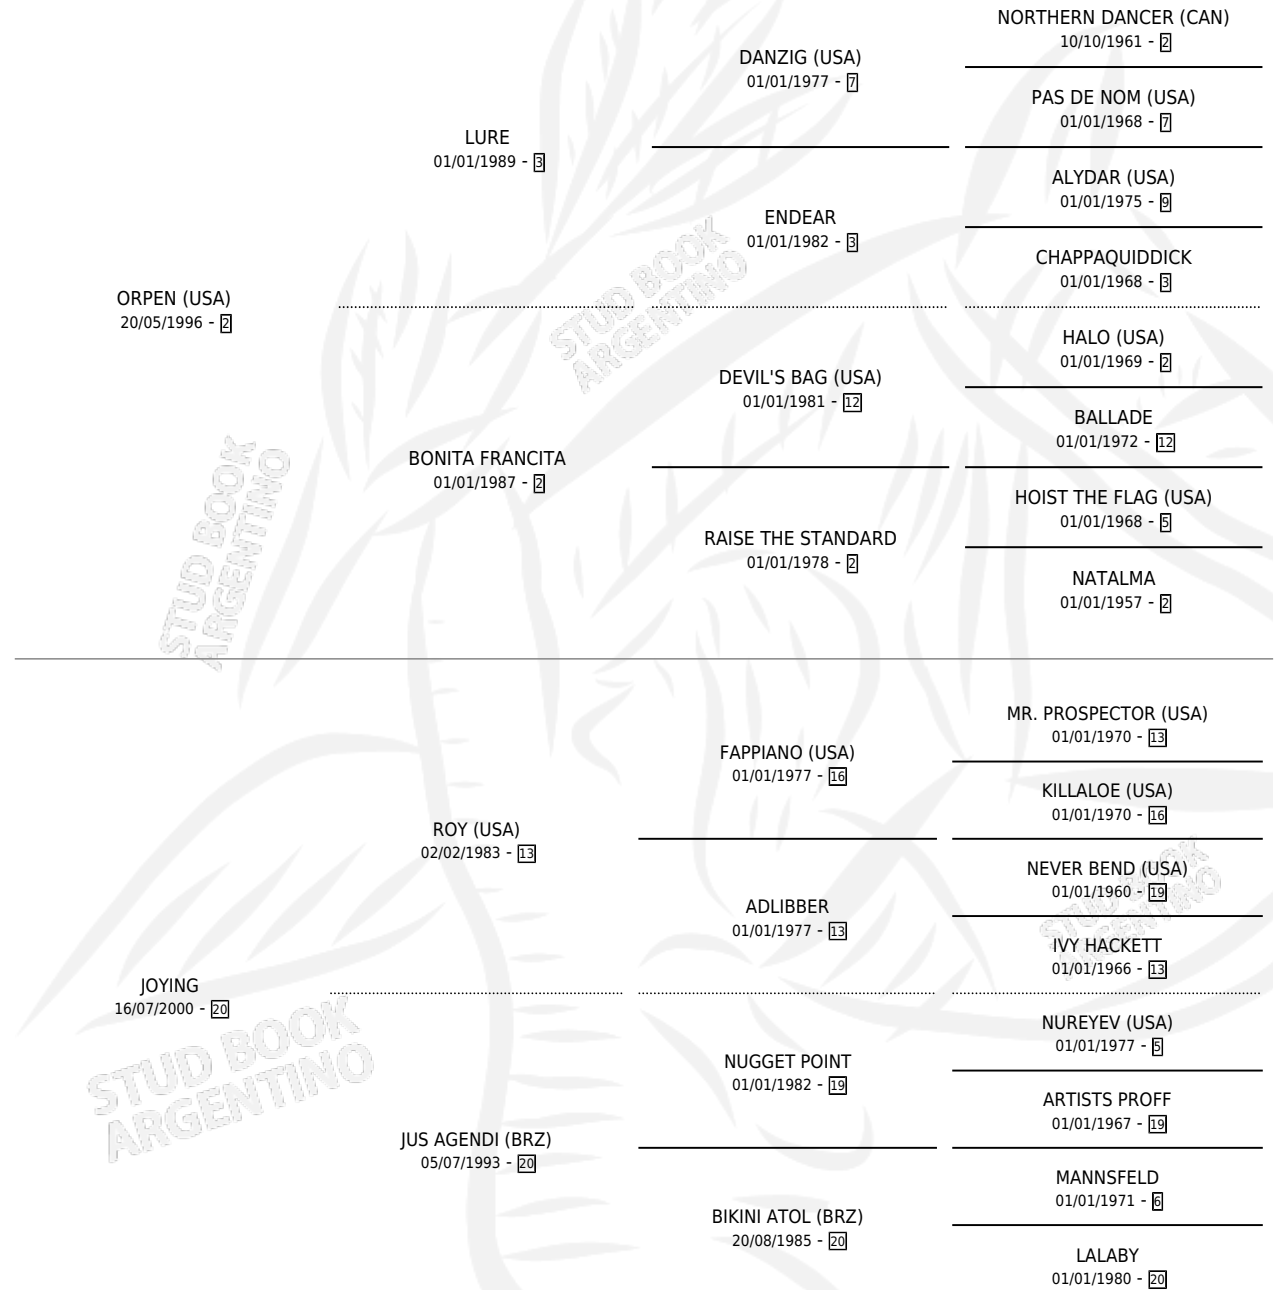 NORTHERN DANCER (CAN)
10/10/1961 - 2
DANZIG (USA)
01/01/1977 - 7
PAS DE NOM (USA)
01/01/1968 - 7
LURE
01/01/1989 - 3
ALYDAR (USA)
01/01/1975 - 9
ENDEAR
01/01/1982 - 3
CHAPPAQUIDDICK
01/01/1968 - 3
ORPEN (USA)
20/05/1996 - 2
STUD BOOK
ARGENTINO
HALO (USA)
01/01/1969 - 2
DEVIL'S BAG (USA)
01/01/1981 - 12
BALLADE
01/01/1972 - 12
BONITA FRANCITA
01/01/1987 - 2
STUD BOOK
ARGENTINO
HOIST THE FLAG (USA)
01/01/1968 - 5
RAISE THE STANDARD
01/01/1978 - 2
NATALMA
01/01/1957 - 2
MR. PROSPECTOR (USA)
01/01/1970 - 13
FAPPIANO (USA)
01/01/1977 - 16
KILLALOE (USA)
01/01/1970 - 16
ROY (USA)
02/02/1983 - 13
NEVER BEND (USA)
01/01/1960 - 19
STUD BOOK
ARGENTINO
ADLIBBER
01/01/1977 - 13
IVY HACKETT
01/01/1966 - 13
JOYING
16/07/2000 - 20
STUD BOOK
ARGENTINO
NUREYEV (USA)
01/01/1977 - 5
NUGGET POINT
01/01/1982 - 19
ARTISTS PROFF
01/01/1967 - 19
JUS AGENDI (BRZ)
05/07/1993 - 20
MANNSFELD
01/01/1971 - 6
BIKINI ATOL (BRZ)
20/08/1985 - 20
LALABY
01/01/1980 - 20